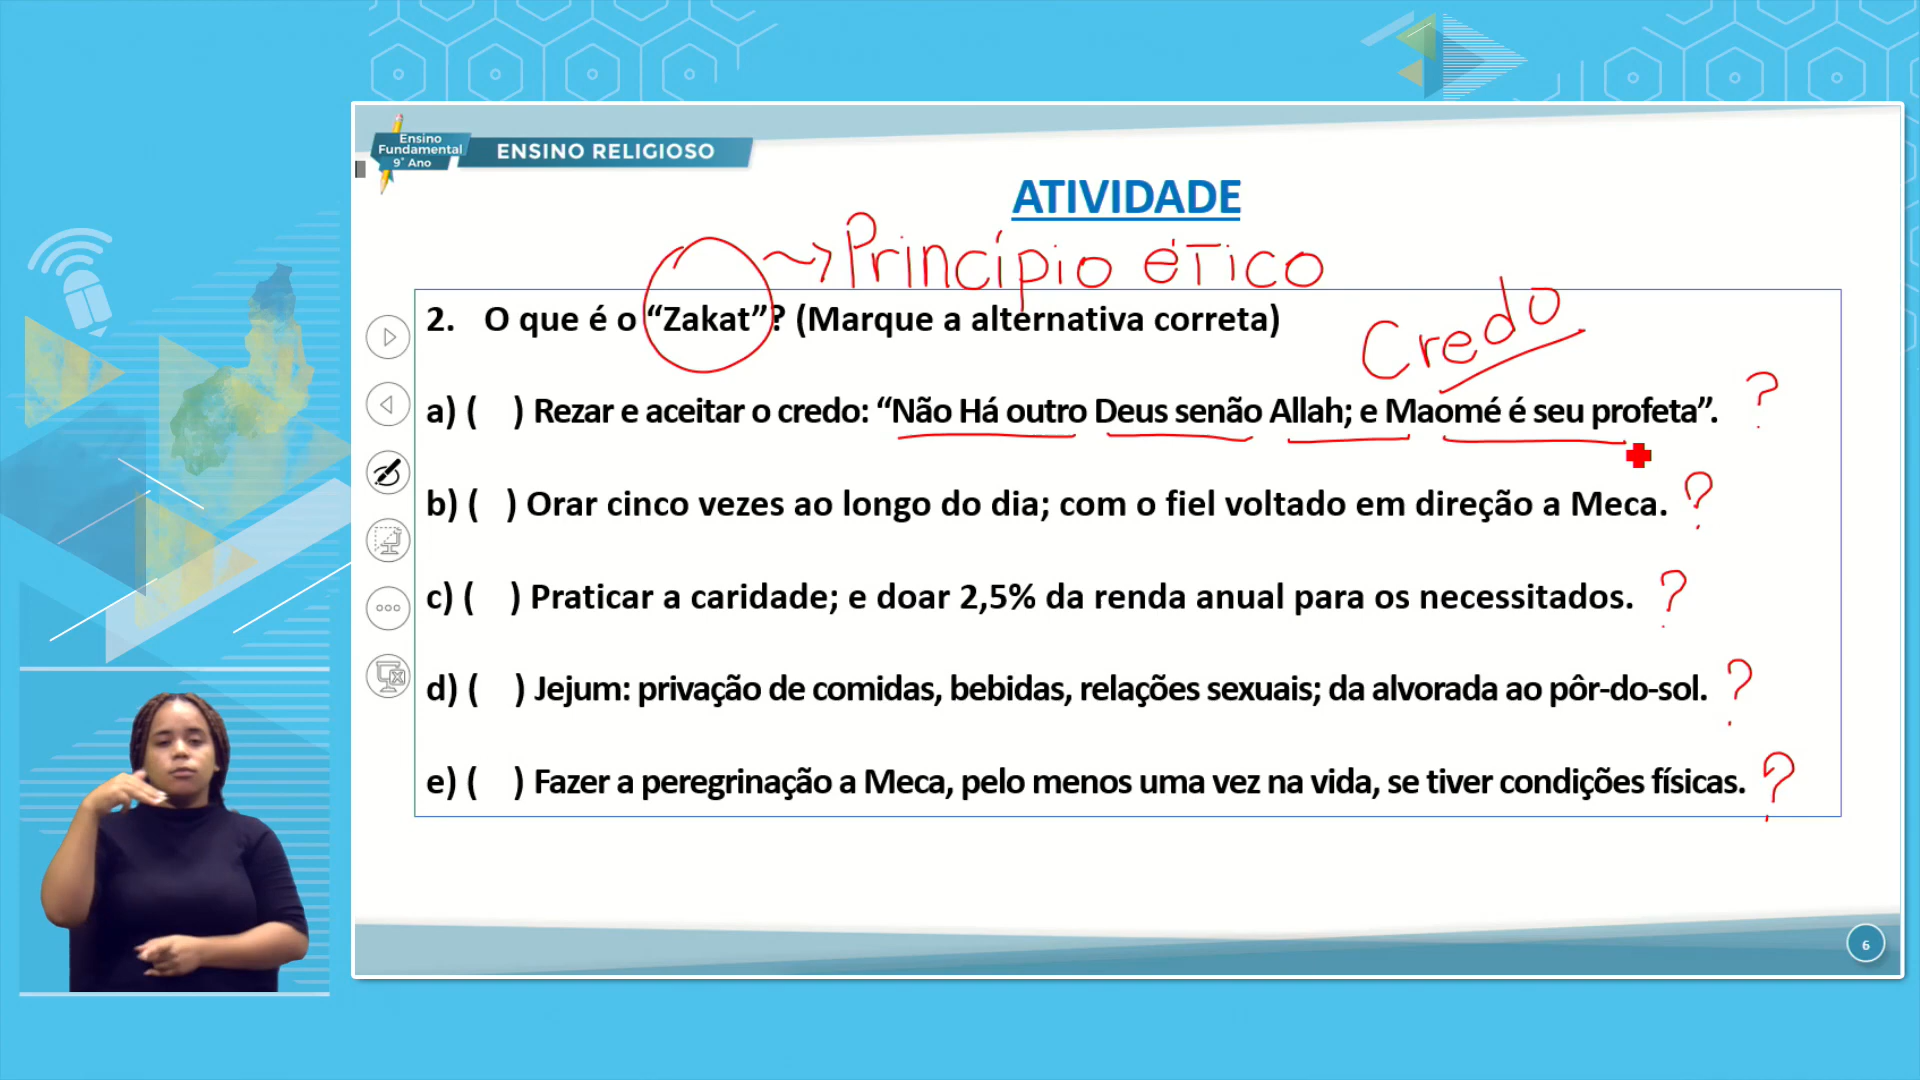 Ensino
Fundamental
9° Ano
ENSINO RELIGIOSO
ATIVIDADE
Princípio ético
2. O que é o “Zakat”? (Marque a alternativa correta)
Credo
a) ( ) Rezar e aceitar o credo: “Não Há outro Deus senão Allah; e Maomé é seu profeta”. ?
b) ( ) Orar cinco vezes ao longo do dia; com o fiel voltado em direção a Meca. ?
c) ( ) Praticar a caridade; e doar 2,5% da renda anual para os necessitados. ?
d) ( ) Jejum: privação de comidas, bebidas, relações sexuais; da alvorada ao pôr-do-sol. ?
e) ( ) Fazer a peregrinação a Meca, pelo menos uma vez na vida, se tiver condições físicas. ?
6